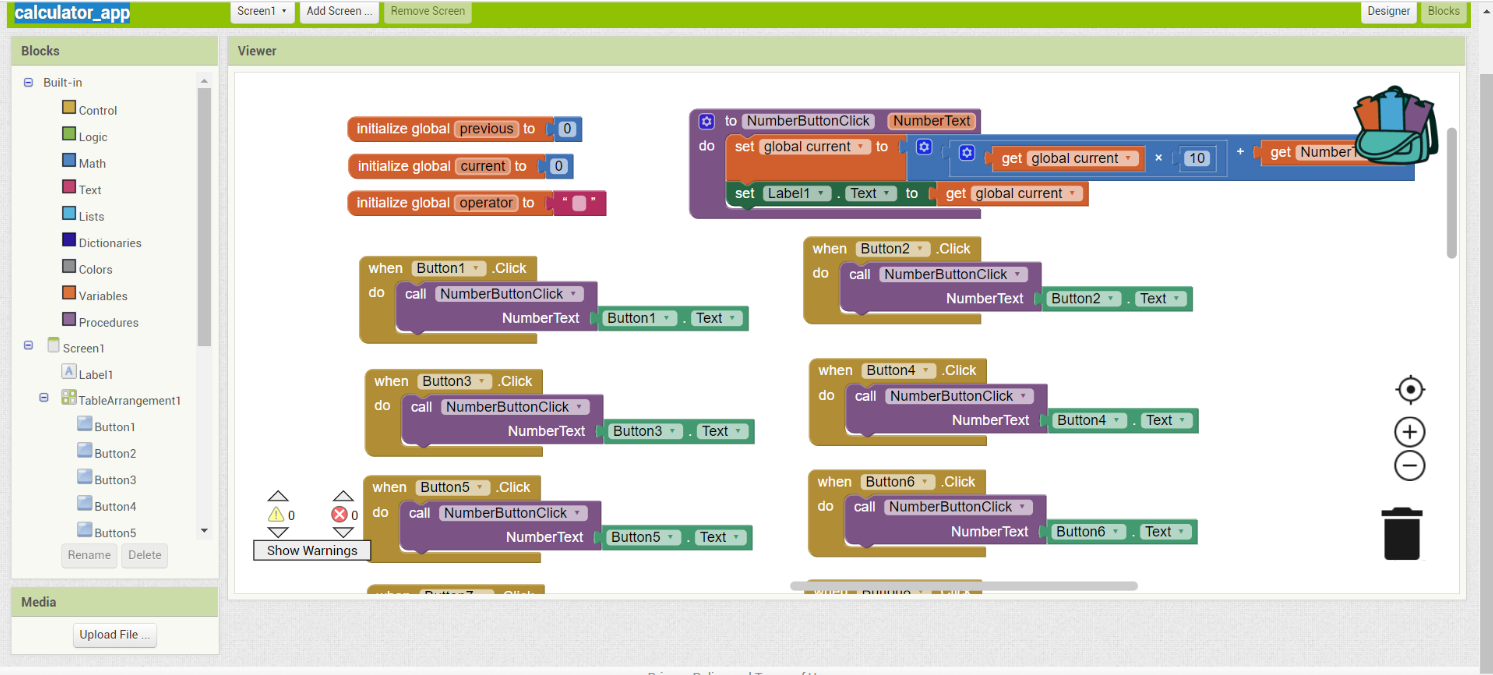 calculator_app
Screen1
Add Screen ...
Remove Screen
Designer
Blocks
Blocks
Built-in
Control
Logic
Math
Text
Lists
Dictionaries
Colors
Variables
Procedures
Screen1
A Label1
TableArrangement1
Button1
Button2
Button3
Button4
Button5
Rename
Delete
Media
Upload File ...
Viewer
initialize global previous to 0
initialize global current to 0
initialize global operator to " "
to NumberButtonClick NumberText
do set global current to get global current × 10 + get
set Label1 . Text to get global current
when Button1 .Click
do call NumberButtonClick
NumberText Button1 . Text
when Button2 .Click
do call NumberButtonClick
NumberText Button2 . Text
when Button3 .Click
do call NumberButtonClick
NumberText Button3 . Text
when Button4 .Click
do call NumberButtonClick
NumberText Button4 . Text
when Button5 .Click
do call NumberButtonClick
NumberText Button5 . Text
when Button6 .Click
do call NumberButtonClick
NumberText Button6 . Text
0
0
Show Warnings
when Button7 .Click